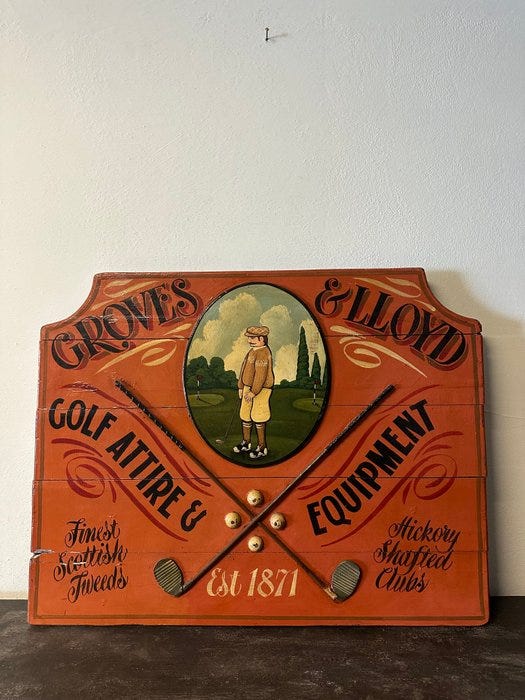 GROVES & LLOYD
GOLF ATTIRE & EQUIPMENT
Finest
Scottish
Tweeds
Hickory
Shafted
Clubs
Est 1871